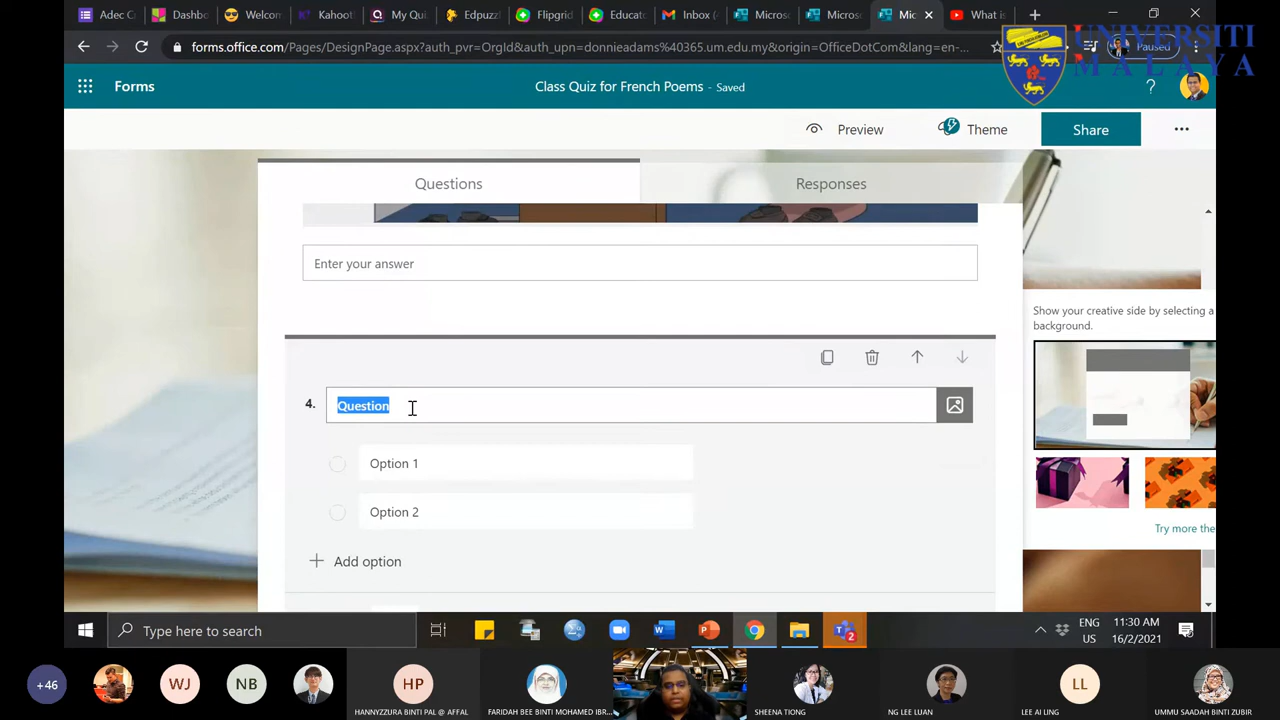 Adec C
Dashbo
Welcom
Kahoot
My Qui
Edpuzz
Flipgrid
Educat
Inbox (
Micros
Micros
Mic
What is
forms.office.com/Pages/DesignPage.aspx?auth_pvr=OrgId&auth_upn=donnieadams%40365.um.edu.my&origin=OfficeDotCom&lang=en-...
Paused
UNIVERSITI
MALAYA
Forms
Class Quiz for French Poems - Saved
?
Preview
Theme
Share
Questions
Responses
Enter your answer
Show your creative side by selecting a
background.
4.
Question
Option 1
Option 2
Add option
Try more the
Type here to search
ENG
US
11:30 AM
16/2/2021
2
+46
WJ
NB
HP
LL
HANNYZZURA BINTI PAL @ AFFAL
FARIDAH BEE BINTI MOHAMED IBR...
SHEENA TIONG
NG LEE LUAN
LEE AI LING
UMMU SAADAH BINTI ZUBIR